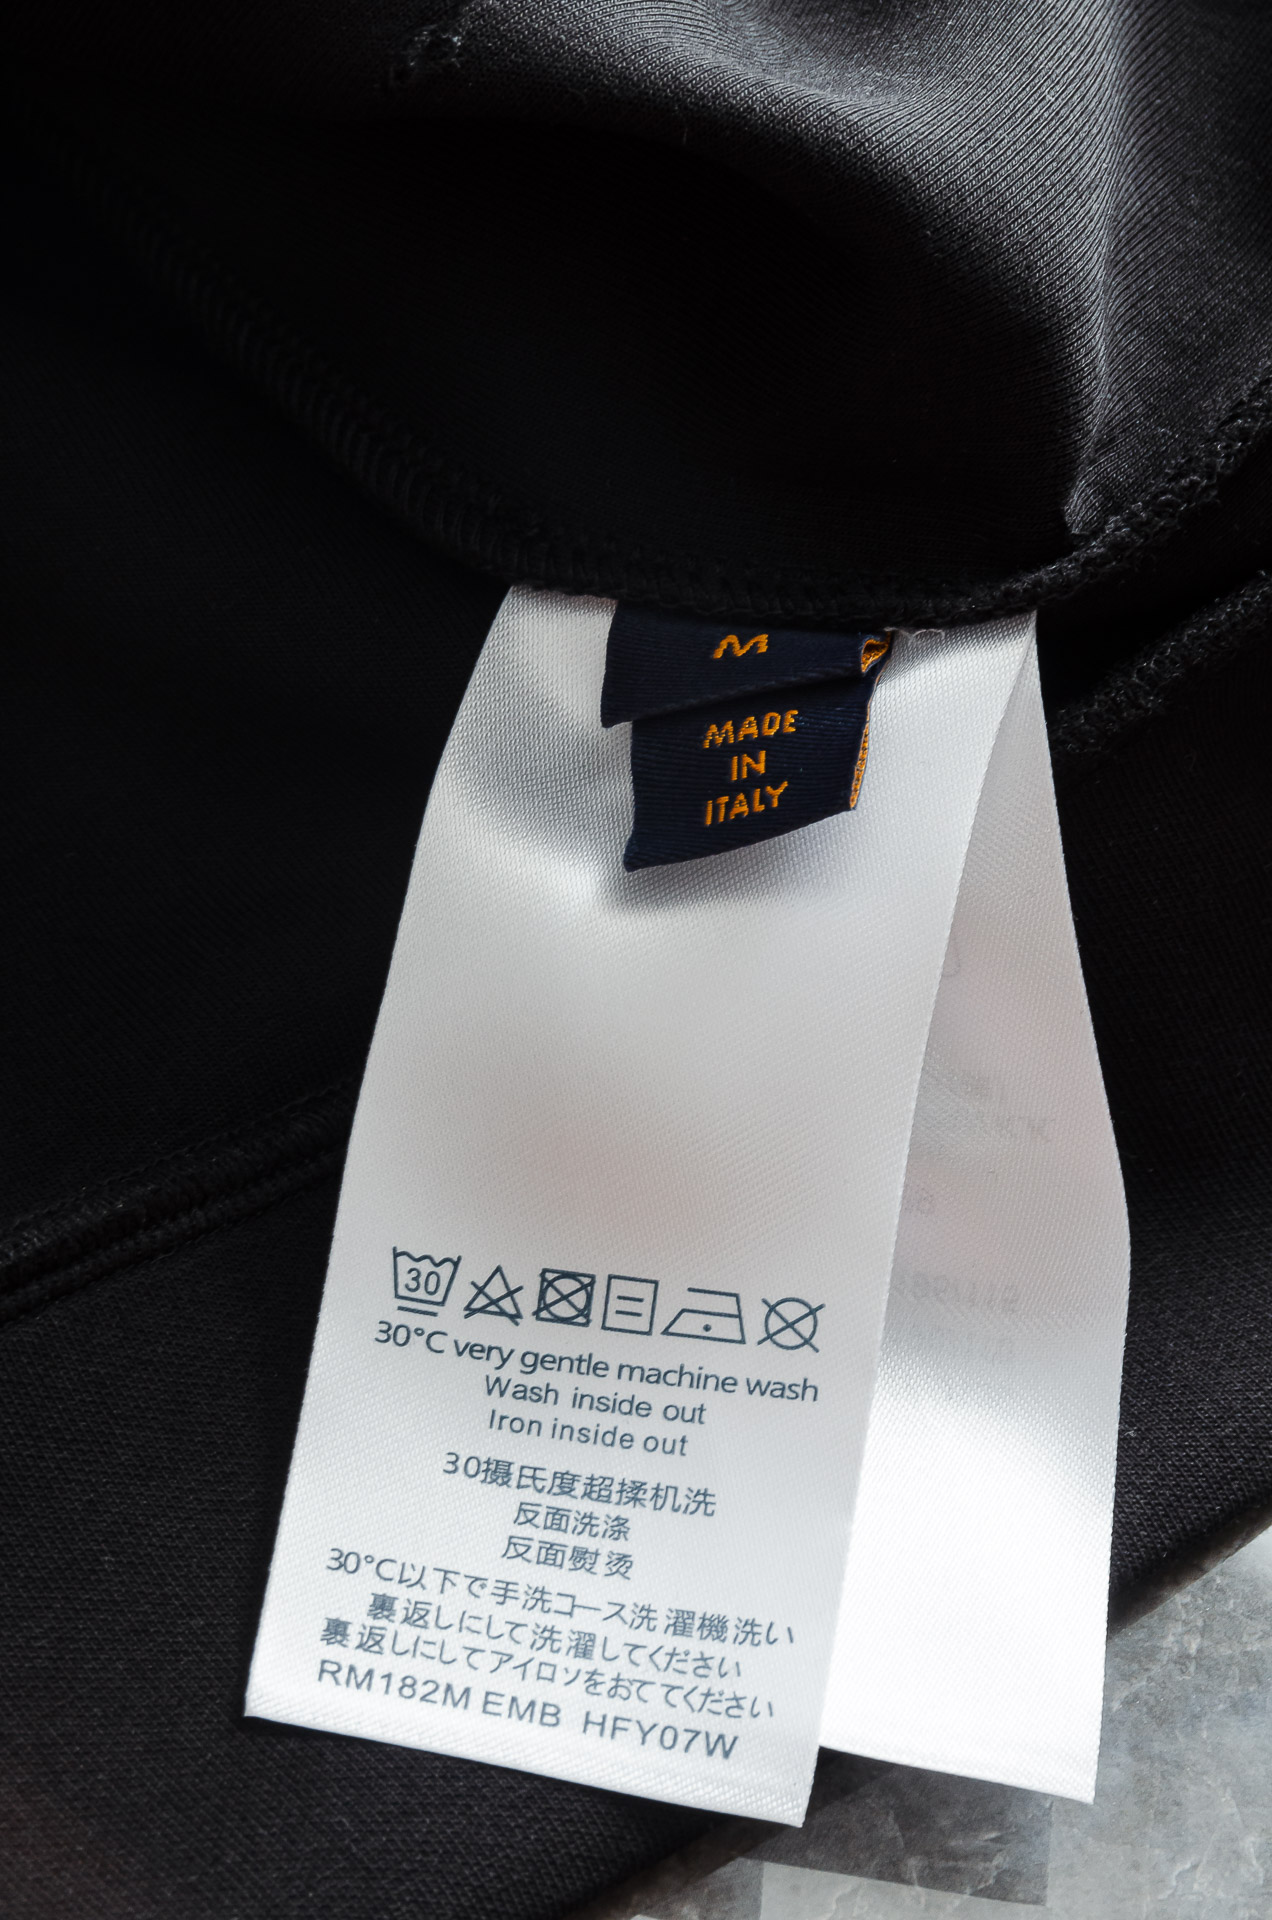 M
MADE
IN
ITALY
30
30°C very gentle machine wash
Wash inside out
Iron inside out
30摄氏度超揉机洗
反面洗涤
反面熨烫
30°C以下で手洗コース洗濯機洗い
裏返しにして洗濯してください
裏返しにしてアイロソをおててください
RM182M EMB HFY07W